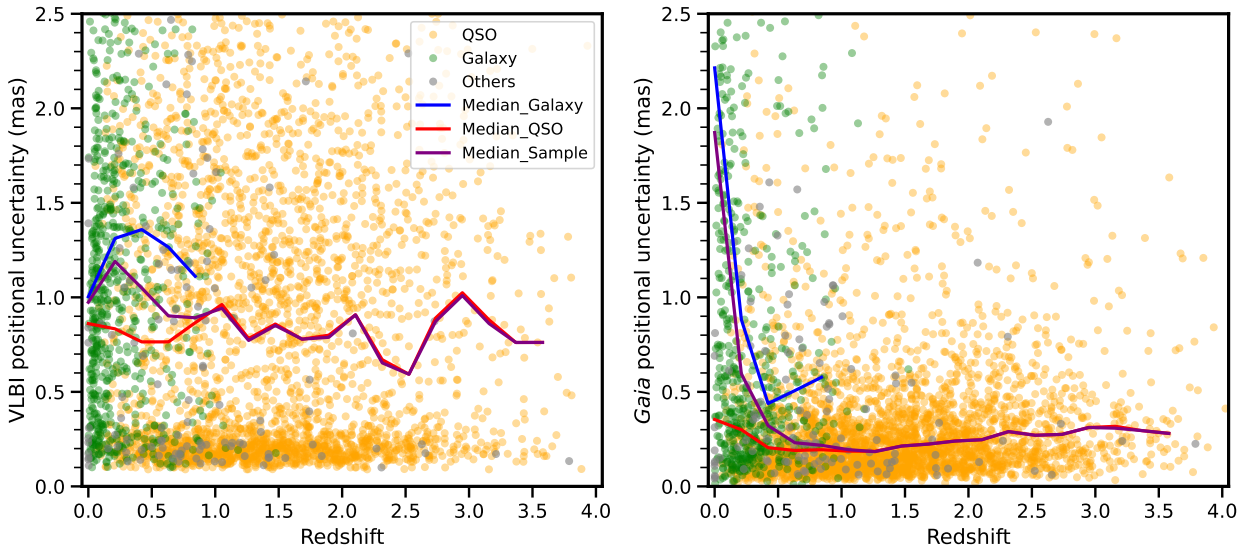 2.5
2.0
1.5
1.0
0.5
0.0
VLBI positional uncertainty (mas)
QSO
Galaxy
Others
Median_Galaxy
Median_QSO
Median_Sample
0.0 0.5 1.0 1.5 2.0 2.5 3.0 3.5 4.0
Redshift
2.5
2.0
1.5
1.0
0.5
0.0
Gaia positional uncertainty (mas)
0.0 0.5 1.0 1.5 2.0 2.5 3.0 3.5 4.0
Redshift